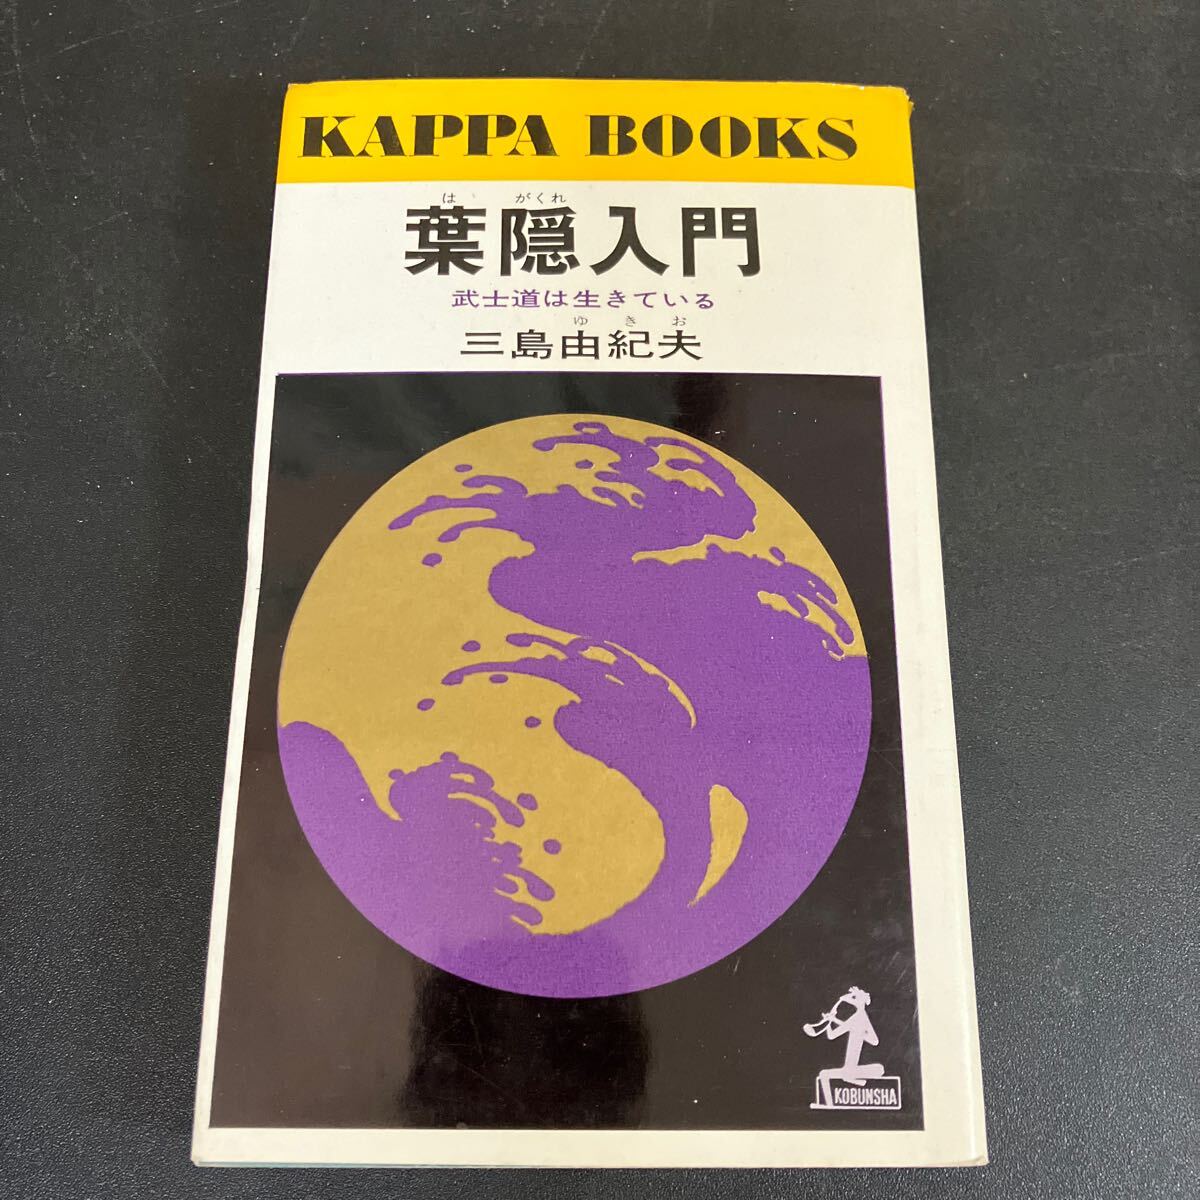 KAPPA BOOKS
は がくれ
葉隠入門
武士道は生きている
ゆきお
三島由紀夫
KOBUNSHA